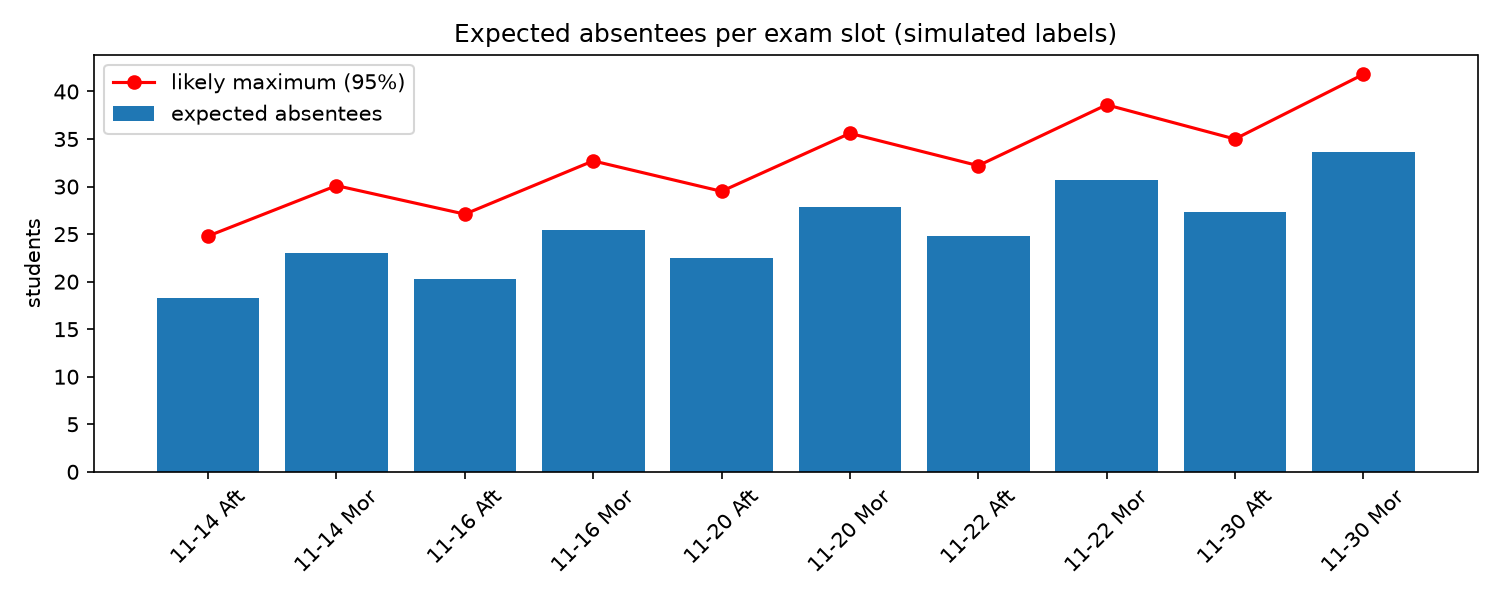 Expected absentees per exam slot (simulated labels)
likely maximum (95%)
expected absentees
students
40
35
30
25
20
15
10
5
0
11-14 Aft
11-14 Mor
11-16 Aft
11-16 Mor
11-20 Aft
11-20 Mor
11-22 Aft
11-22 Mor
11-30 Aft
11-30 Mor